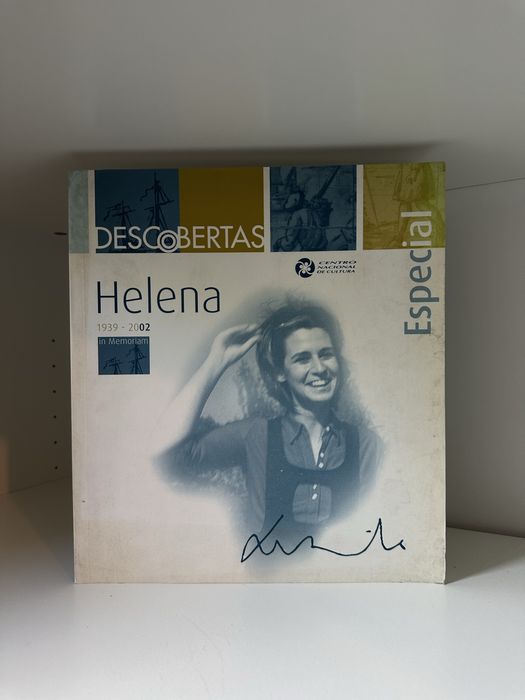 DESCOBERTAS
Especial
CENTRO
NACIONAL
DE CULTURA
Helena
1939 - 2002
in Memoriam